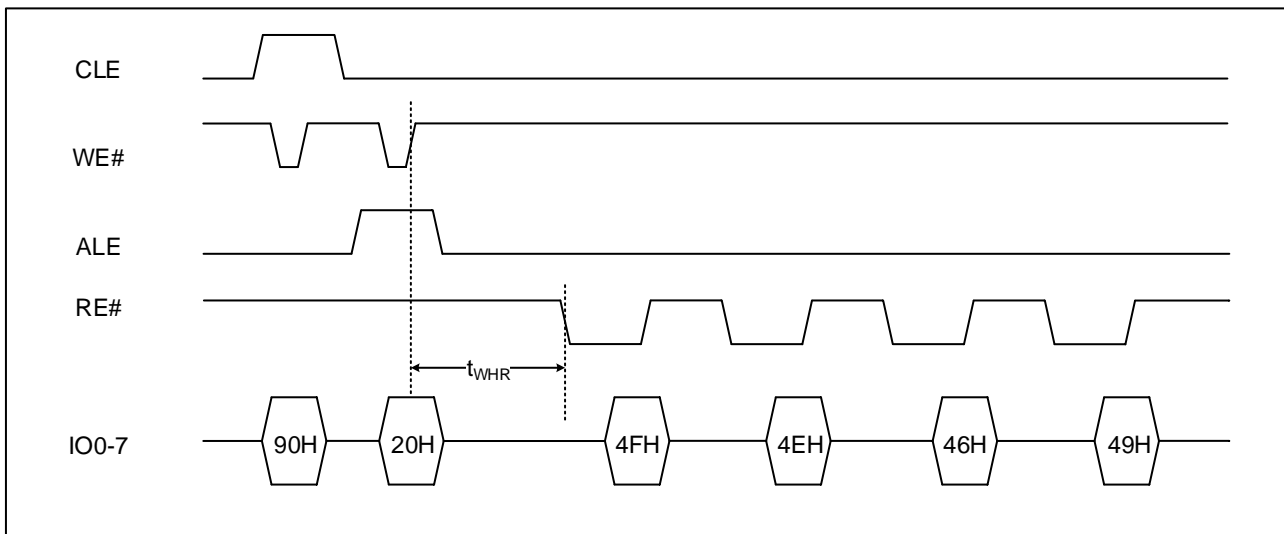 CLE
WE#
ALE
RE#
tWHR
IO0-7 90H 20H 4FH 4EH 46H 49H